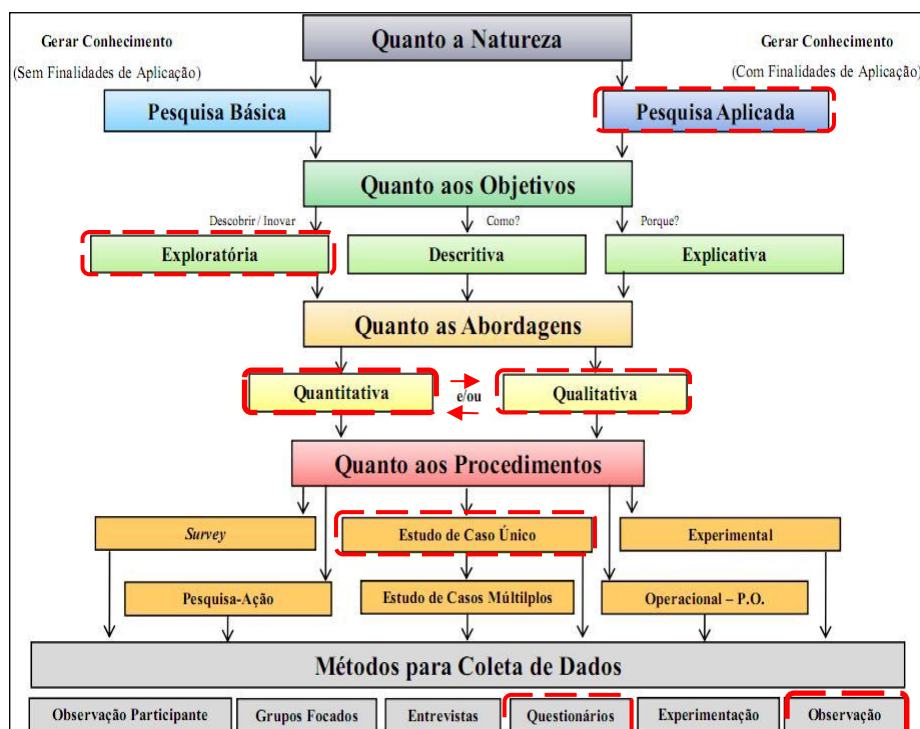 Quanto a Natureza
Gerar Conhecimento
(Sem Finalidades de Aplicação)
Gerar Conhecimento
(Com Finalidades de Aplicação)
Pesquisa Básica
Pesquisa Aplicada
Quanto aos Objetivos
Descobrir / Inovar
Como?
Porque?
Exploratória
Descritiva
Explicativa
Quanto as Abordagens
Quantitativa
e/ou
Qualitativa
Quanto aos Procedimentos
Survey
Estudo de Caso Único
Experimental
Pesquisa-Ação
Estudo de Casos Múltilplos
Operacional – P.O.
Métodos para Coleta de Dados
Observação Participante
Grupos Focados
Entrevistas
Questionários
Experimentação
Observação